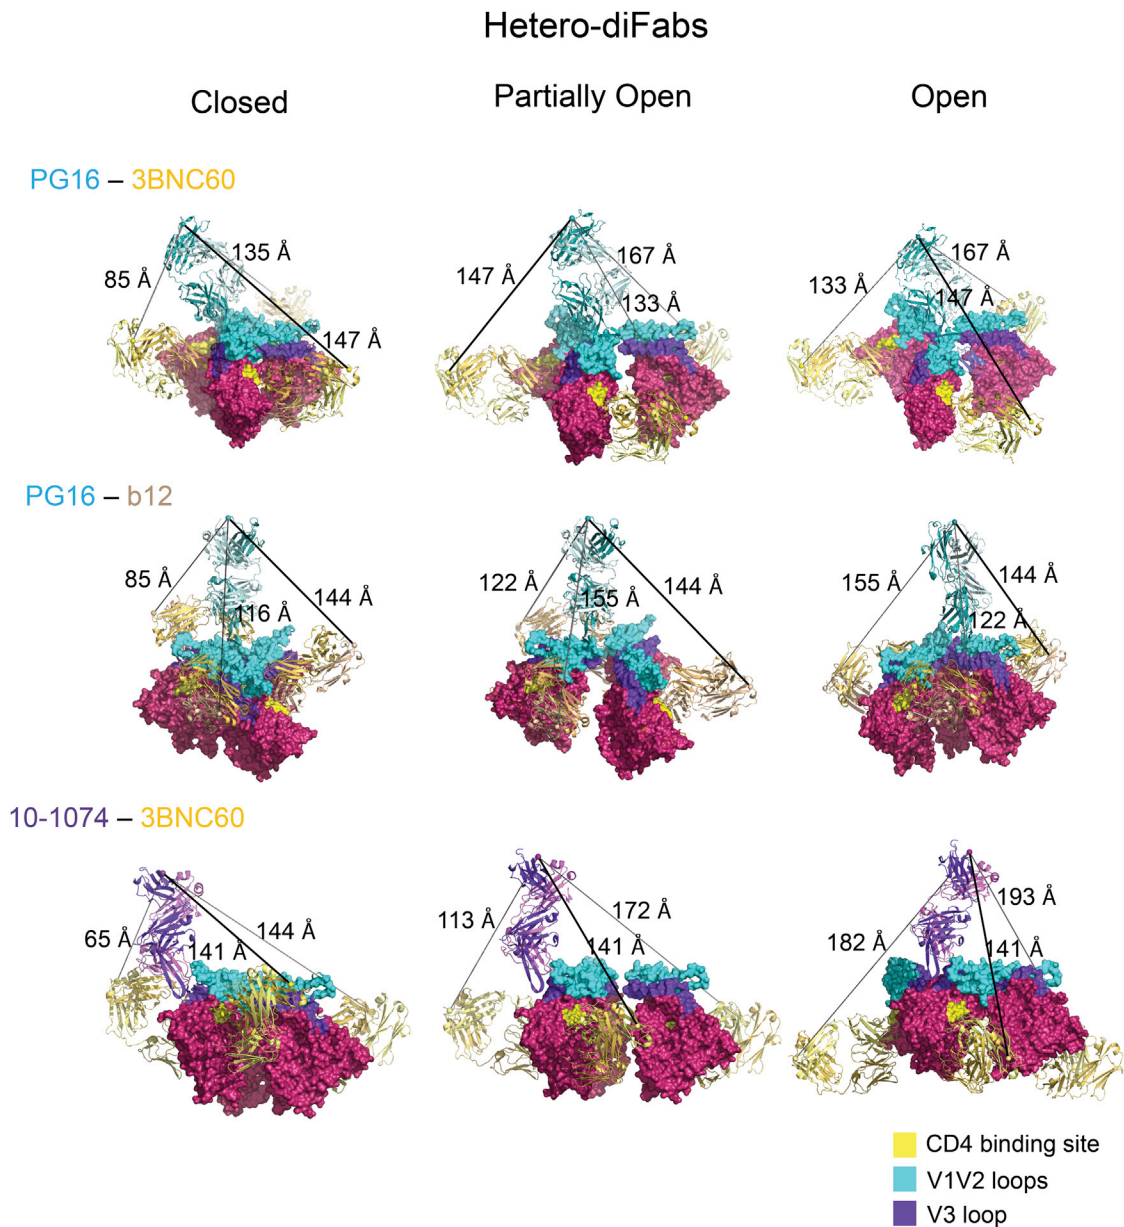 Hetero-diFabs
Closed
Partially Open
Open
PG16 – 3BNC60
85 Å
135 Å
147 Å
147 Å
167 Å
133 Å
133 Å
167 Å
147 Å
PG16 – b12
85 Å
116 Å
144 Å
122 Å
155 Å
144 Å
155 Å
144 Å
122 Å
10-1074 – 3BNC60
65 Å
141 Å
144 Å
113 Å
172 Å
141 Å
182 Å
193 Å
141 Å
CD4 binding site
V1V2 loops
V3 loop